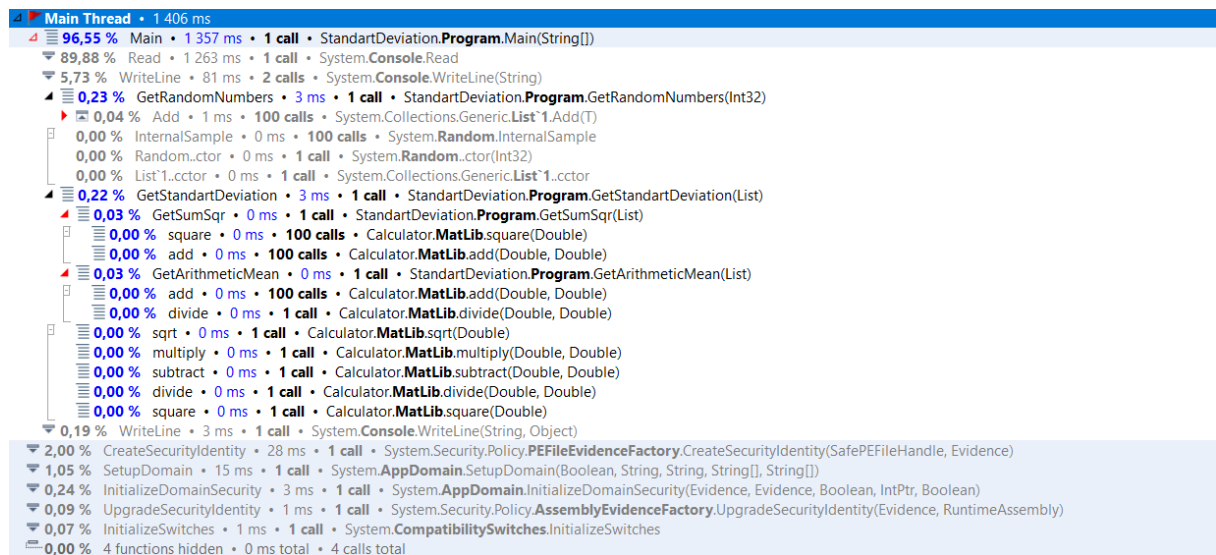 Main Thread • 1 406 ms
96,55 % Main • 1 357 ms • 1 call • StandartDeviation.Program.Main(String[])
89,88 % Read • 1 263 ms • 1 call • System.Console.Read
5,73 % WriteLine • 81 ms • 2 calls • System.Console.WriteLine(String)
0,23 % GetRandomNumbers • 3 ms • 1 call • StandartDeviation.Program.GetRandomNumbers(Int32)
0,04 % Add • 1 ms • 100 calls • System.Collections.Generic.List`1.Add(T)
0,00 % InternalSample • 0 ms • 100 calls • System.Random.InternalSample
0,00 % Random..ctor • 0 ms • 1 call • System.Random..ctor(Int32)
0,00 % List`1..cctor • 0 ms • 1 call • System.Collections.Generic.List`1..cctor
0,22 % GetStandartDeviation • 3 ms • 1 call • StandartDeviation.Program.GetStandartDeviation(List)
0,03 % GetSumSqr • 0 ms • 1 call • StandartDeviation.Program.GetSumSqr(List)
0,00 % square • 0 ms • 100 calls • Calculator.MatLib.square(Double)
0,00 % add • 0 ms • 100 calls • Calculator.MatLib.add(Double, Double)
0,03 % GetArithmeticMean • 0 ms • 1 call • StandartDeviation.Program.GetArithmeticMean(List)
0,00 % add • 0 ms • 100 calls • Calculator.MatLib.add(Double, Double)
0,00 % divide • 0 ms • 1 call • Calculator.MatLib.divide(Double, Double)
0,00 % sqrt • 0 ms • 1 call • Calculator.MatLib.sqrt(Double)
0,00 % multiply • 0 ms • 1 call • Calculator.MatLib.multiply(Double, Double)
0,00 % subtract • 0 ms • 1 call • Calculator.MatLib.subtract(Double, Double)
0,00 % divide • 0 ms • 1 call • Calculator.MatLib.divide(Double, Double)
0,00 % square • 0 ms • 1 call • Calculator.MatLib.square(Double)
0,19 % WriteLine • 3 ms • 1 call • System.Console.WriteLine(String, Object)
2,00 % CreateSecurityIdentity • 28 ms • 1 call • System.Security.Policy.PEFileEvidenceFactory.CreateSecurityIdentity(SafePEFileHandle, Evidence)
1,05 % SetupDomain • 15 ms • 1 call • System.AppDomain.SetupDomain(Boolean, String, String, String[], String[])
0,24 % InitializeDomainSecurity • 3 ms • 1 call • System.AppDomain.InitializeDomainSecurity(Evidence, Evidence, Boolean, IntPtr, Boolean)
0,09 % UpgradeSecurityIdentity • 1 ms • 1 call • System.Security.Policy.AssemblyEvidenceFactory.UpgradeSecurityIdentity(Evidence, RuntimeAssembly)
0,07 % InitializeSwitches • 1 ms • 1 call • System.CompatibilitySwitches.InitializeSwitches
0,00 % 4 functions hidden • 0 ms total • 4 calls total